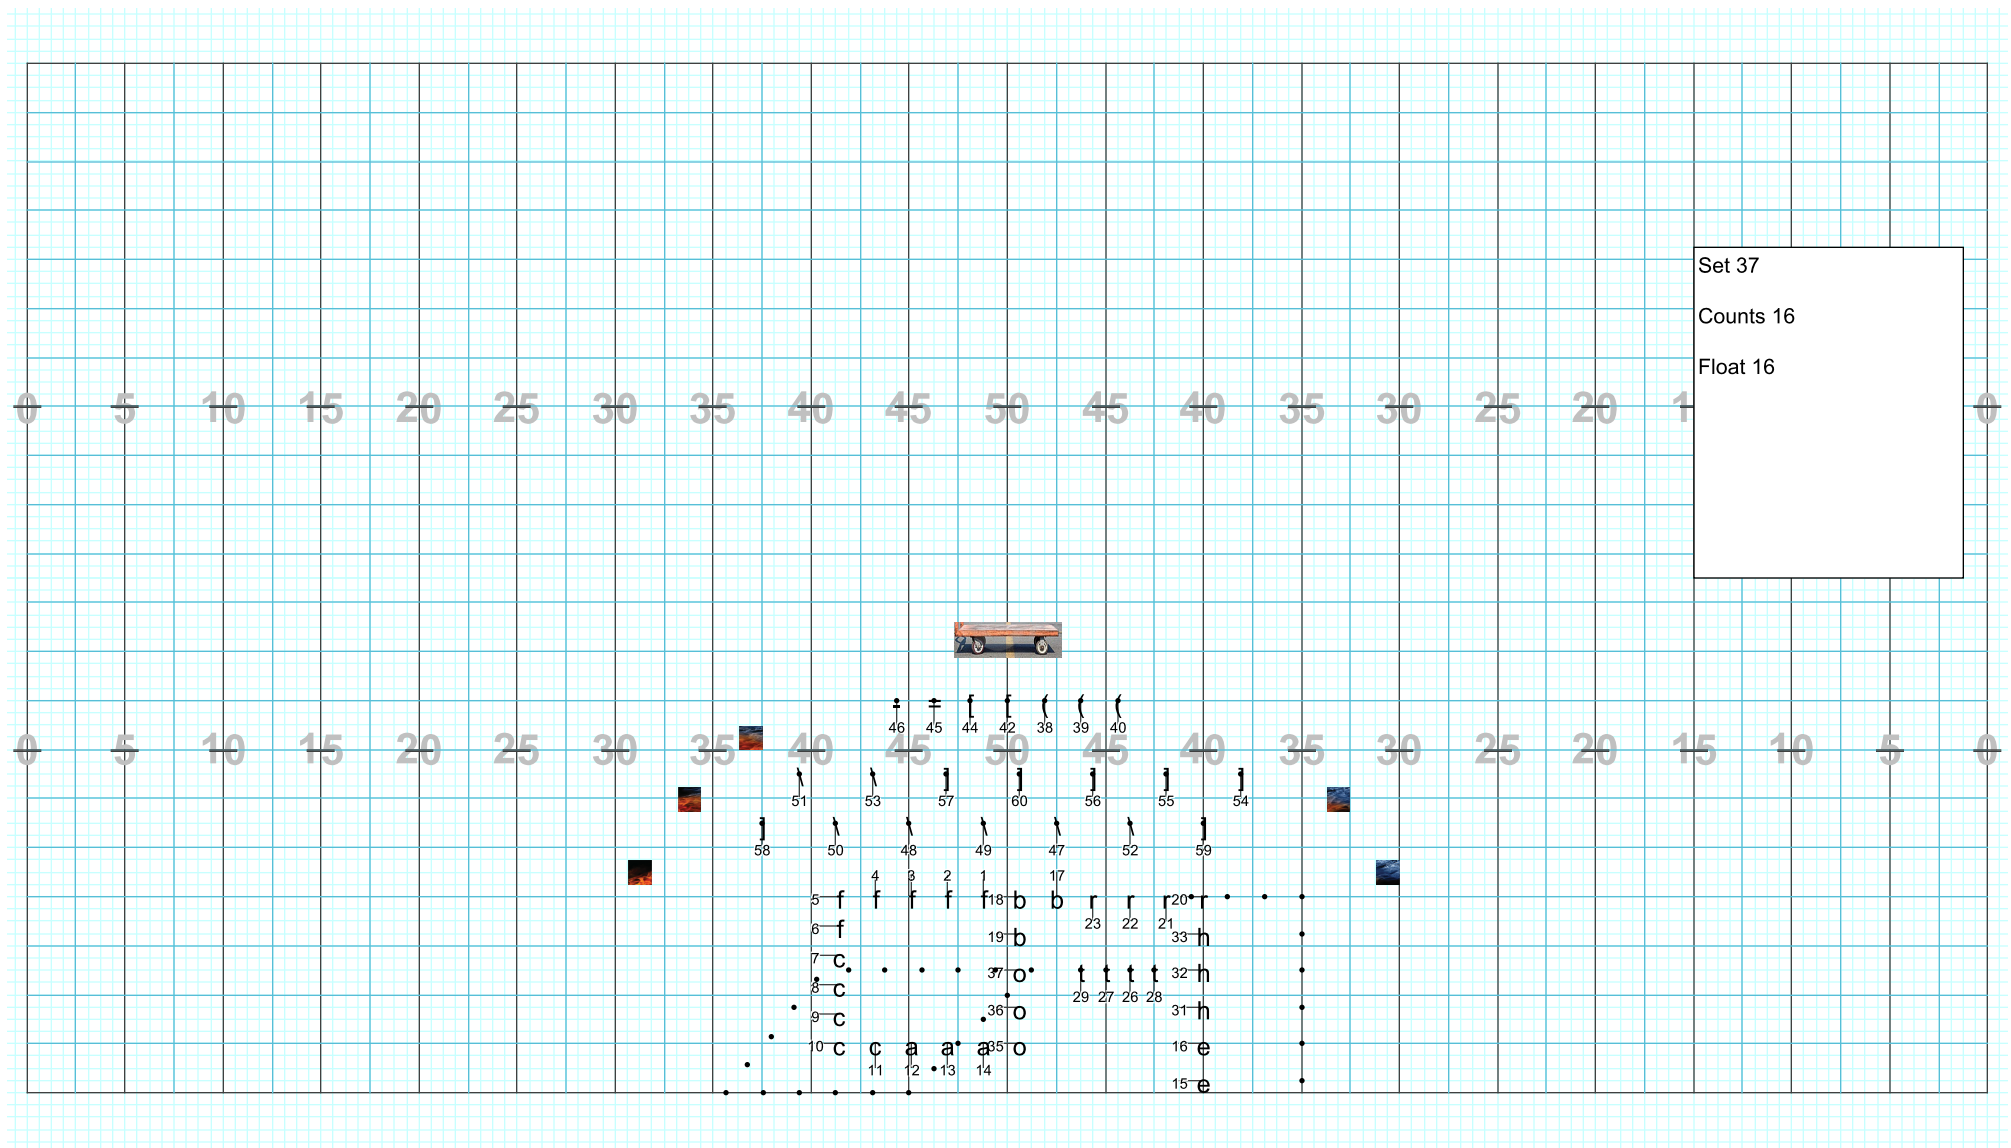 Set 37
Counts 16
Float 16
0 5 10 15 20 25 30 35 40 45 50 45 40 35 30 25 20 1 0
= = [ [ ( ( (
46 45 44 42 38 39 40
0 5 10 15 20 25 30 35 40 45 50 45 40 35 30 25 20 15 10 5 0
\ \ ] ] ] ] ]
51 53 57 60 56 55 54
] \ \ \ \ \ ]
58 50 48 49 47 52 59
4 3 2 1 17
5 f f f f f 18 b b r r r 20 r
23 22 21
6 f 19 b 33 h
7 c 37 o t t t t 32 h
8 c 29 27 26 28
9 c 36 o 31 h
10 c c a a a 35 o 16 e
11 12 13 14
15 e